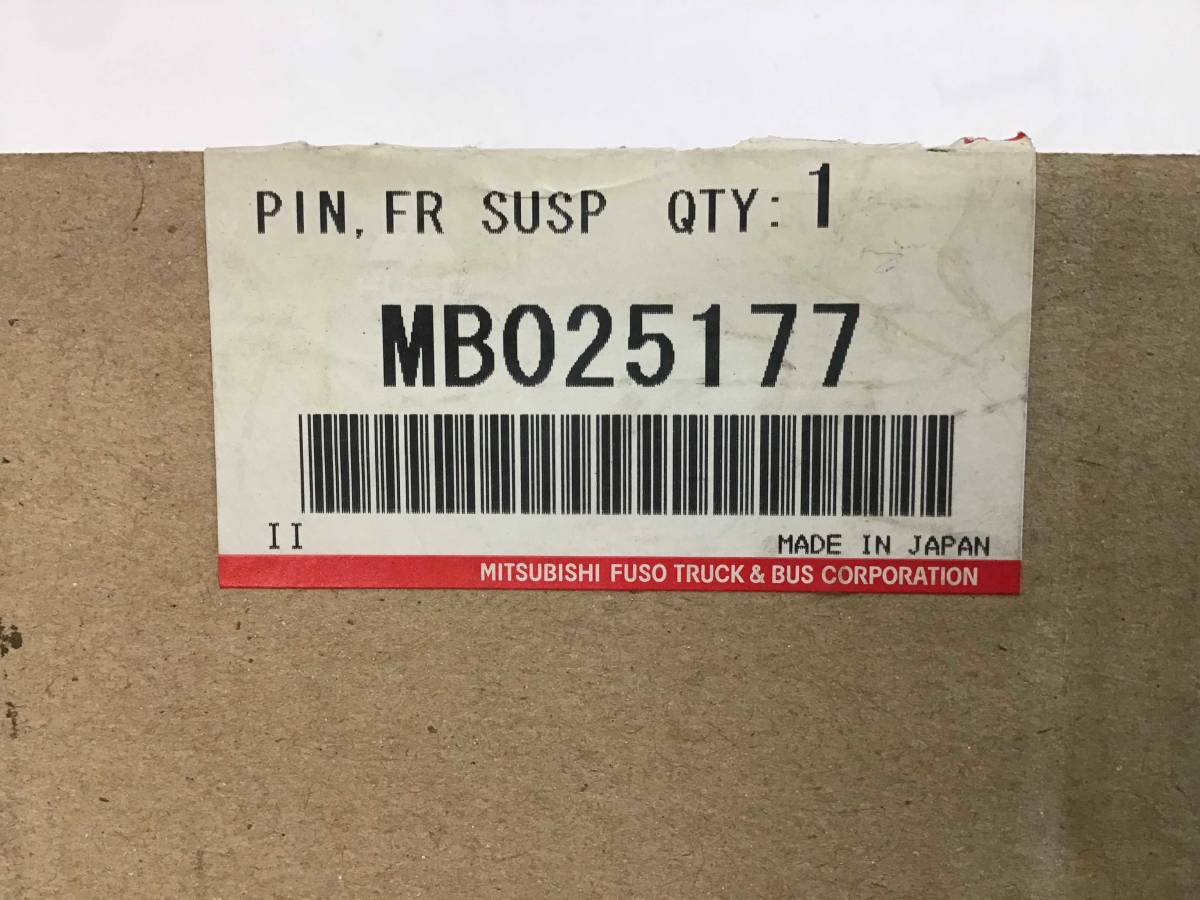 PIN, FR SUSP QTY: 1
MB025177
II
MADE IN JAPAN
MITSUBISHI FUSO TRUCK & BUS CORPORATION